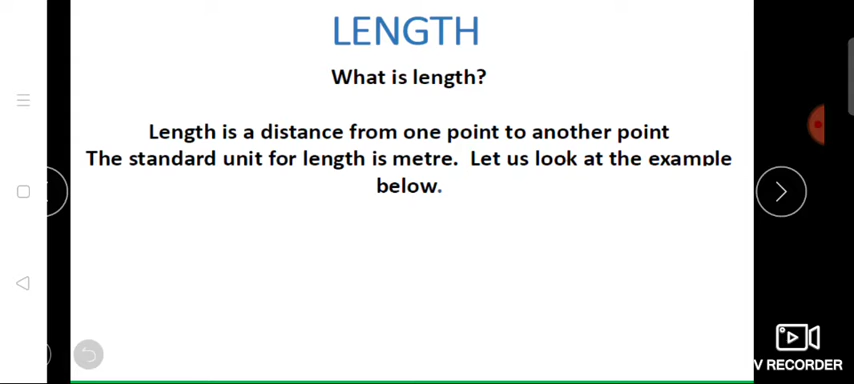 LENGTH
What is length?
Length is a distance from one point to another point
The standard unit for length is metre. Let us look at the example
below.
V RECORDER